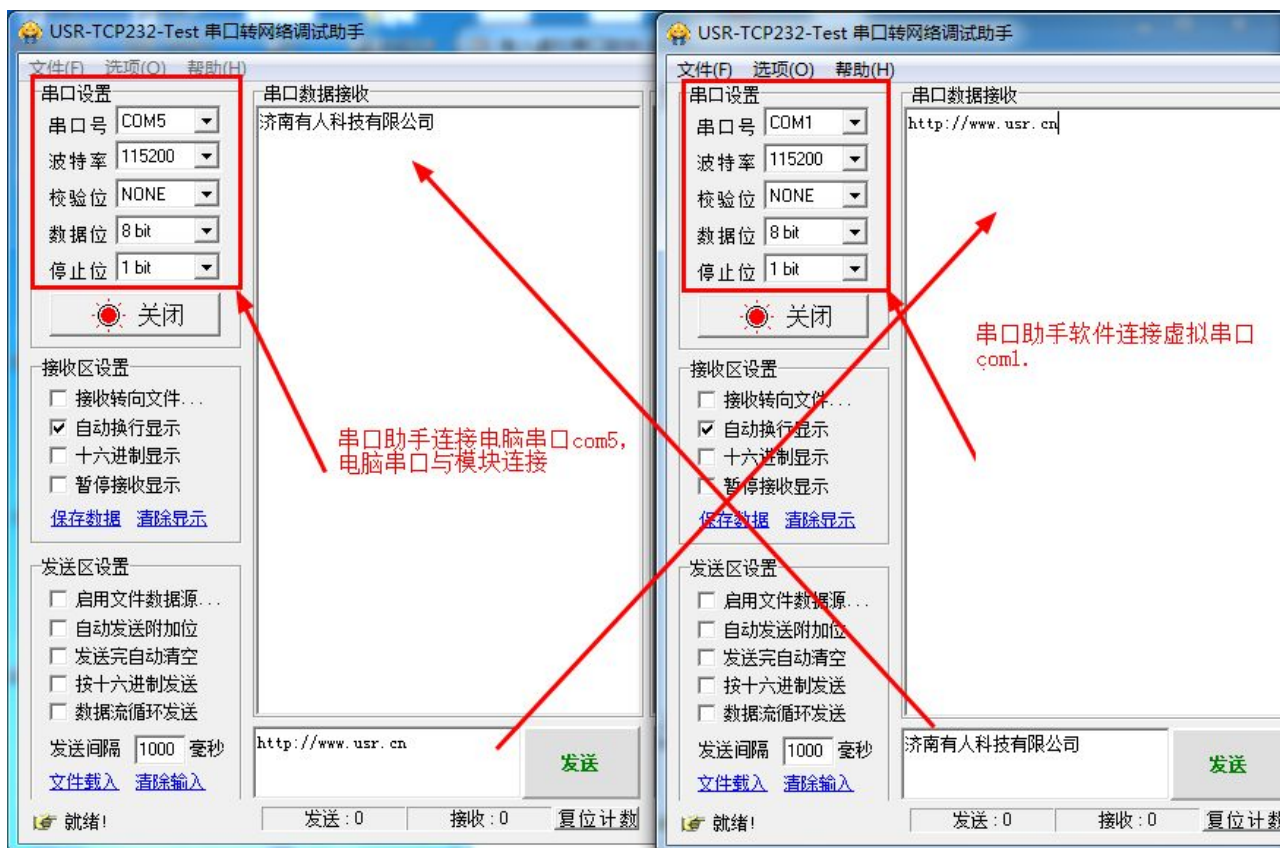 USR-TCP232-Test 串口转网络调试助手
文件(F) 选项(O) 帮助(H)
串口设置
串口号 COM5
波特率 115200
校验位 NONE
数据位 8 bit
停止位 1 bit
关闭
接收区设置
接收转向文件...
自动换行显示
十六进制显示
暂停接收显示
保存数据 清除显示
发送区设置
启用文件数据源...
自动发送附加位
发送完自动清空
按十六进制发送
数据流循环发送
发送间隔 1000 毫秒
文件载入 清除输入
就绪!
串口数据接收
济南有人科技有限公司
串口助手连接电脑串口com5,
电脑串口与模块连接
http://www.usr.cn
发送
发送:0 接收:0 复位计数
USR-TCP232-Test 串口转网络调试助手
文件(F) 选项(O) 帮助(H)
串口设置
串口号 COM1
波特率 115200
校验位 NONE
数据位 8 bit
停止位 1 bit
关闭
接收区设置
接收转向文件...
自动换行显示
十六进制显示
暂停接收显示
保存数据 清除显示
发送区设置
启用文件数据源...
自动发送附加位
发送完自动清空
按十六进制发送
数据流循环发送
发送间隔 1000 毫秒
文件载入 清除输入
就绪!
串口数据接收
http://www.usr.cn
串口助手软件连接虚拟串口
com1.
济南有人科技有限公司
发送
发送:0 接收:0 复位计数